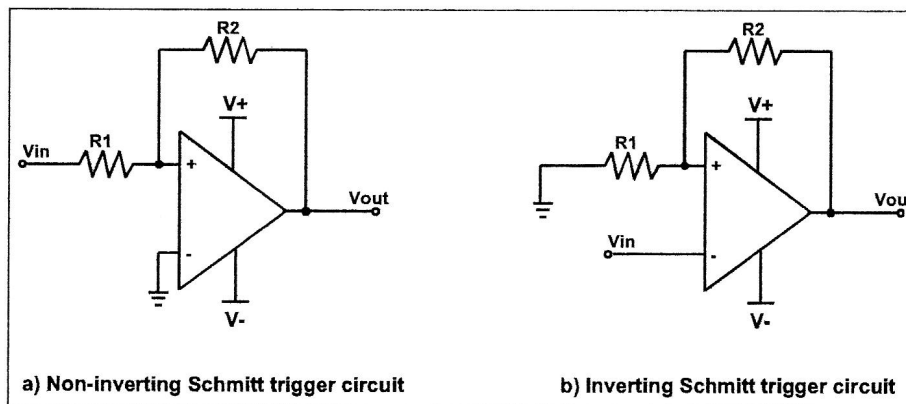 R2
V+
R1
Vin
+
Vout
-
V-
a) Non-inverting Schmitt trigger circuit
R2
V+
R1
+
Vou
Vin
-
V-
b) Inverting Schmitt trigger circuit